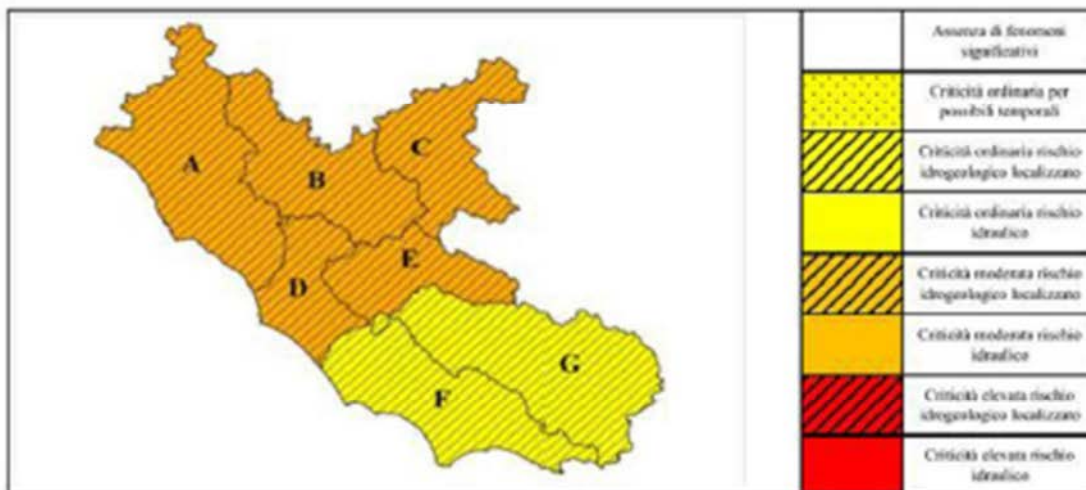 A
B
C
D
E
F
G
Assenza di fenomeni
significativi
Criticità ordinaria per
possibili temporali
Criticità ordinaria rischio
idrogeologico localizzato
Criticità ordinaria rischio
idraulico
Criticità moderata rischio
idrogeologico localizzato
Criticità moderata rischio
idraulico
Criticità elevata rischio
idrogeologico localizzato
Criticità elevata rischio
idraulico